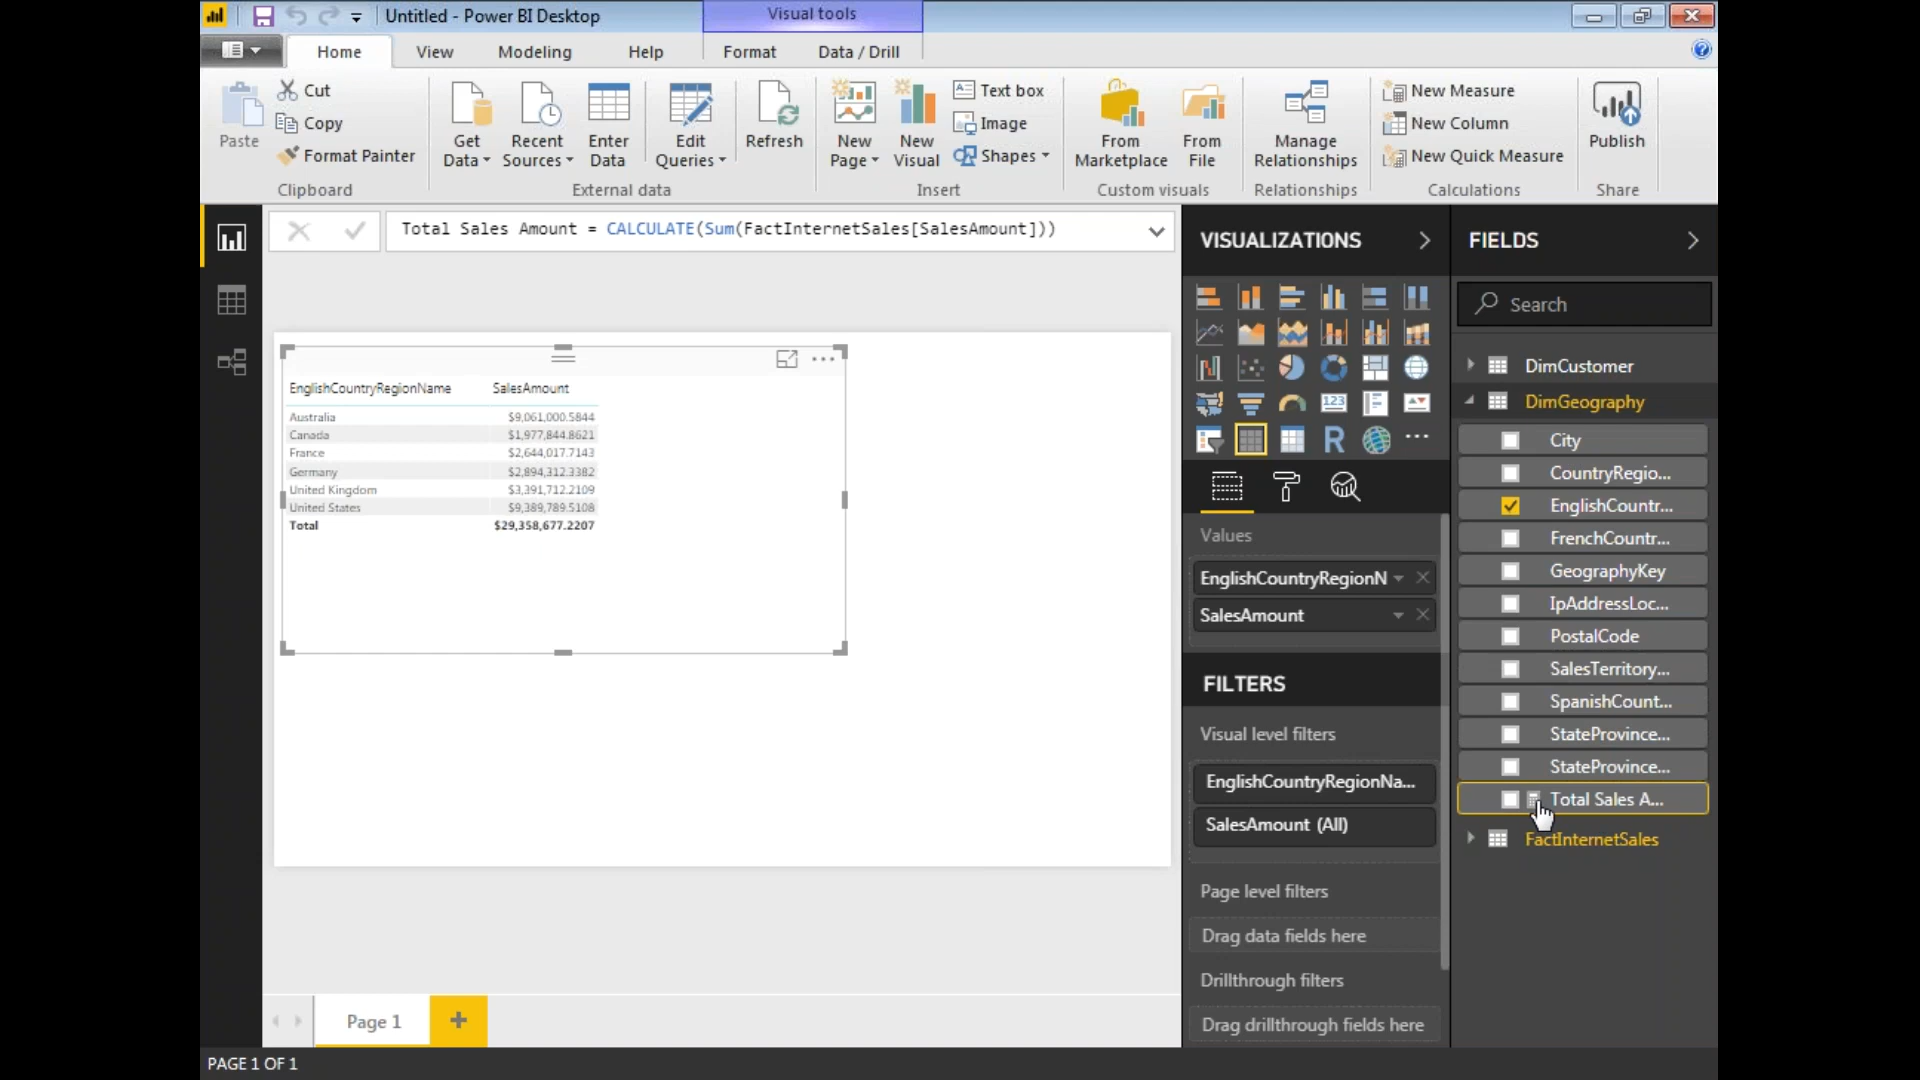 Untitled - Power BI Desktop
Visual tools
Home
View
Modeling
Help
Format
Data / Drill
Paste
Cut
Copy
Format Painter
Clipboard
Get Data
Recent Sources
Enter Data
Edit Queries
Refresh
External data
New Page
New Visual
Text box
Image
Shapes
Insert
From Marketplace
From File
Custom visuals
Manage Relationships
Relationships
New Measure
New Column
New Quick Measure
Calculations
Publish
Share
Total Sales Amount = CALCULATE(Sum(FactInternetSales[SalesAmount]))
EnglishCountryRegionName SalesAmount
Australia $9,061,000.5844
Canada $1,977,844.8621
France $2,644,017.7143
Germany $2,894,312.3382
United Kingdom $3,391,712.2109
United States $9,389,789.5108
Total $29,358,677.2207
VISUALIZATIONS
123
R
Values
EnglishCountryRegionN
SalesAmount
FILTERS
Visual level filters
EnglishCountryRegionNa...
SalesAmount (All)
Page level filters
Drag data fields here
Drillthrough filters
Drag drillthrough fields here
FIELDS
Search
DimCustomer
DimGeography
City
CountryRegio...
EnglishCountr...
FrenchCountr...
GeographyKey
IpAddressLoc...
PostalCode
SalesTerritory...
SpanishCount...
StateProvince...
StateProvince...
Total Sales A...
FactInternetSales
Page 1
PAGE 1 OF 1